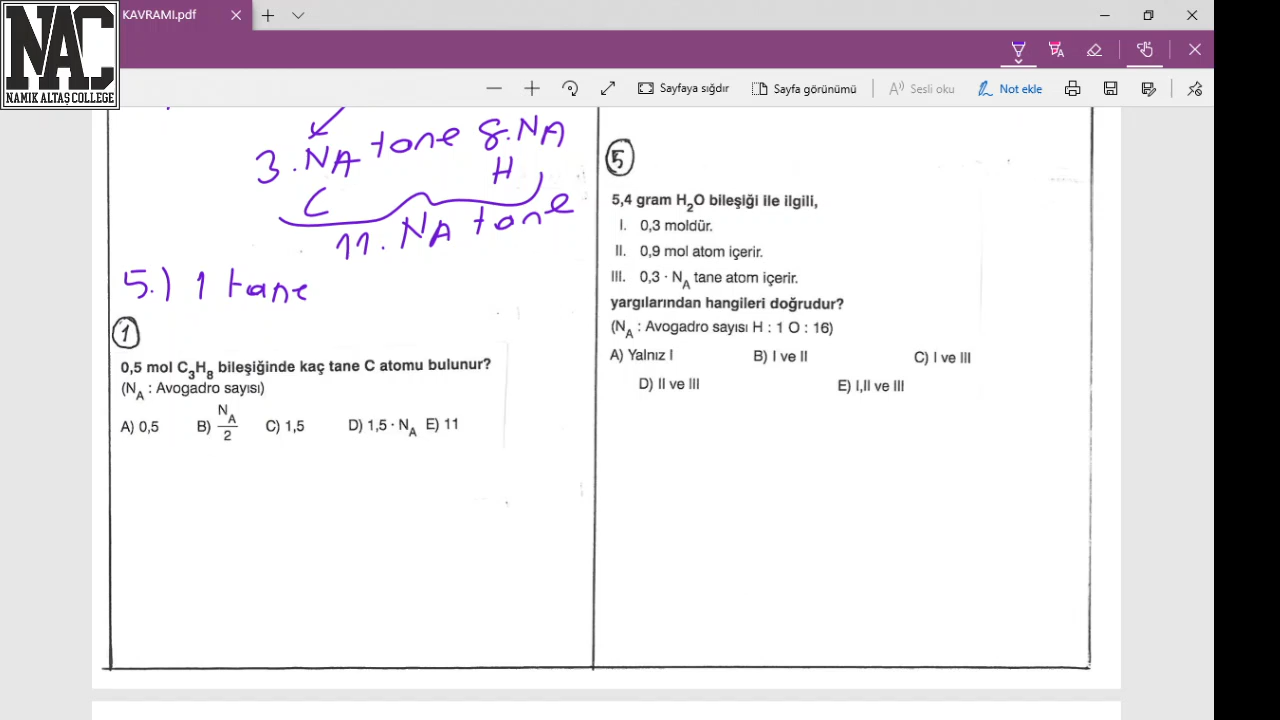 NAC
NAMIK ALTAŞ COLLEGE
KAVRAMI.pdf
Sayfaya sığdır
Sayfa görünümü
Sesli oku
Not ekle
3.NA tane 8.NA
C H
11.NA tane
5.) 1 tane
1
0,5 mol C3H8 bileşiğinde kaç tane C atomu bulunur?
(NA : Avogadro sayısı)
A) 0,5 B) NA/2 C) 1,5 D) 1,5 · NA E) 11
5
5,4 gram H2O bileşiği ile ilgili,
I. 0,3 moldür.
II. 0,9 mol atom içerir.
III. 0,3 · NA tane atom içerir.
yargılarından hangileri doğrudur?
(NA : Avogadro sayısı H : 1 O : 16)
A) Yalnız I B) I ve II C) I ve III
D) II ve III E) I,II ve III